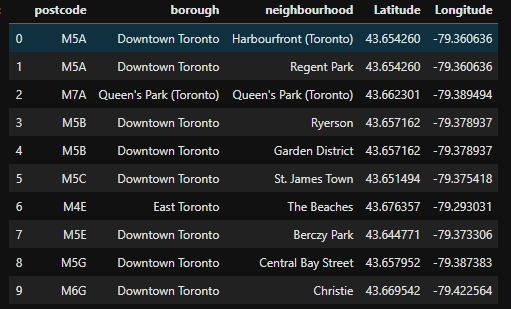 postcode borough neighbourhood Latitude Longitude
0 M5A Downtown Toronto Harbourfront (Toronto) 43.654260 -79.360636
1 M5A Downtown Toronto Regent Park 43.654260 -79.360636
2 M7A Queen's Park (Toronto) Queen's Park (Toronto) 43.662301 -79.389494
3 M5B Downtown Toronto Ryerson 43.657162 -79.378937
4 M5B Downtown Toronto Garden District 43.657162 -79.378937
5 M5C Downtown Toronto St. James Town 43.651494 -79.375418
6 M4E East Toronto The Beaches 43.676357 -79.293031
7 M5E Downtown Toronto Berczy Park 43.644771 -79.373306
8 M5G Downtown Toronto Central Bay Street 43.657952 -79.387383
9 M6G Downtown Toronto Christie 43.669542 -79.422564